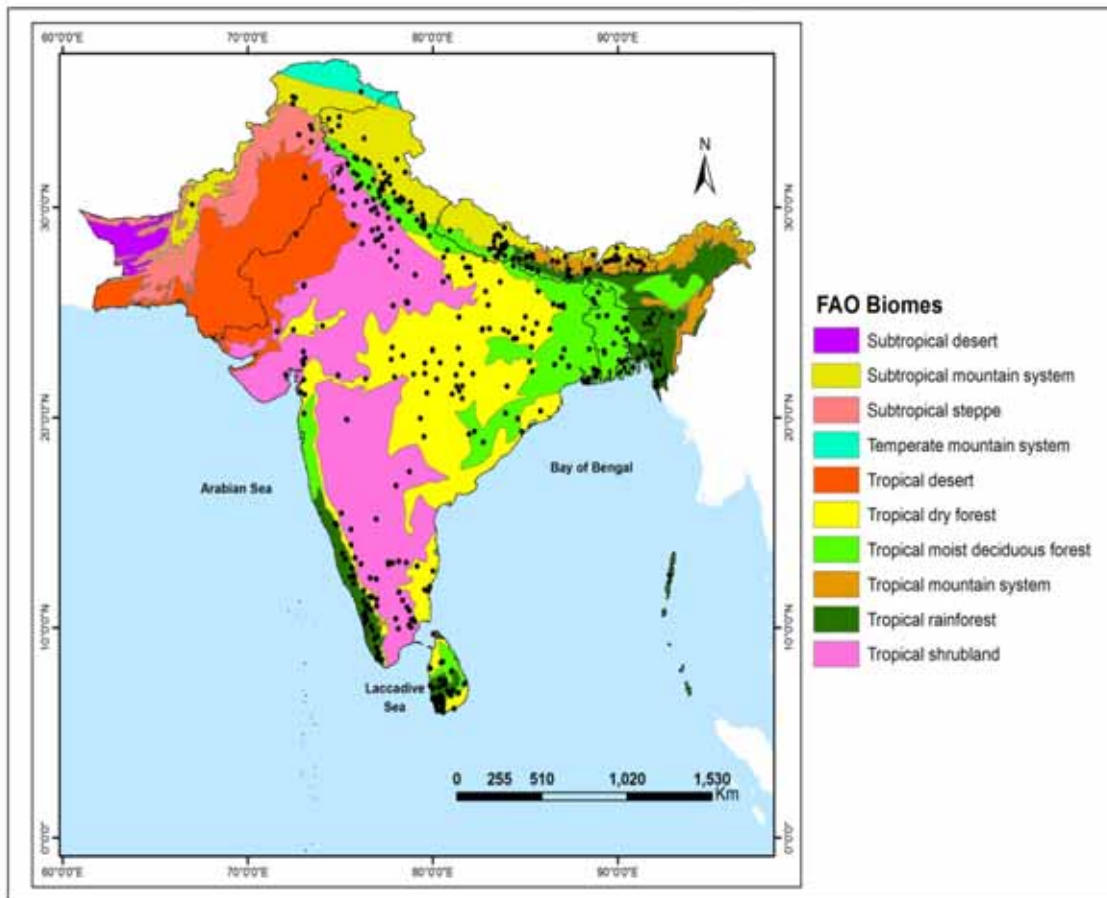 60°0'0"E 70°0'0"E 80°0'0"E 90°0'0"E
N
30°0'0"N 30°0'0"N
20°0'0"N 20°0'0"N
Bay of Bengal
Arabian Sea
10°0'0"N 10°0'0"N
Laccadive
Sea
0 255 510 1,020 1,530
Km
0°0'0" 0°0'0"
60°0'0"E 70°0'0"E 80°0'0"E 90°0'0"E
FAO Biomes
Subtropical desert
Subtropical mountain system
Subtropical steppe
Temperate mountain system
Tropical desert
Tropical dry forest
Tropical moist deciduous forest
Tropical mountain system
Tropical rainforest
Tropical shrubland